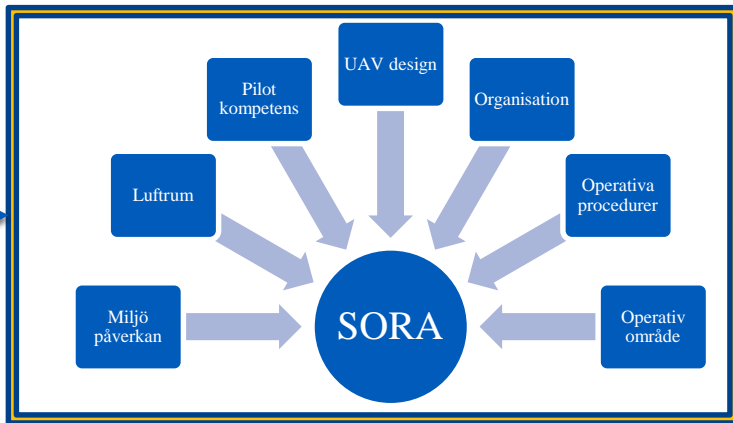 UAV design
Pilot
kompetens
Organisation
Luftrum
Operativa
procedurer
Miljö
påverkan
SORA
Operativ
område